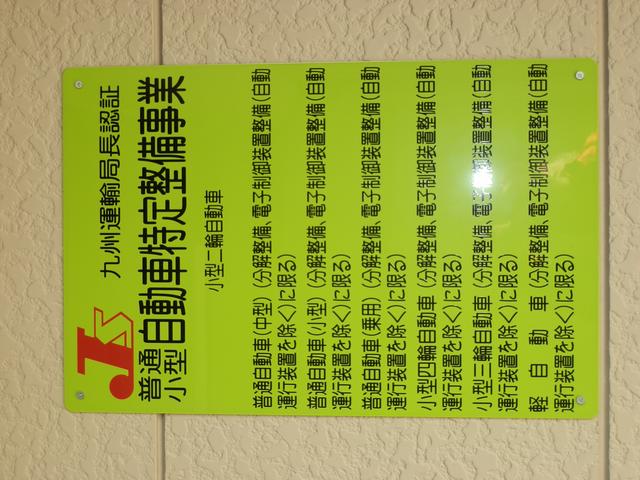 JKS
九州運輸局長認証
普通
小型
自動車特定整備事業
小型二輪自動車
普通自動車(中型)(分解整備、電子制御装置整備(自動
運行装置を除く)に限る)
普通自動車(小型)(分解整備、電子制御装置整備(自動
運行装置を除く)に限る)
普通自動車(乗用)(分解整備、電子制御装置整備(自動
運行装置を除く)に限る)
小型四輪自動車(分解整備、電子制御装置整備(自動
運行装置を除く)に限る)
小型三輪自動車(分解整備、電子制御装置整備(自動
運行装置を除く)に限る)
軽自動車(分解整備、電子制御装置整備(自動
運行装置を除く)に限る)